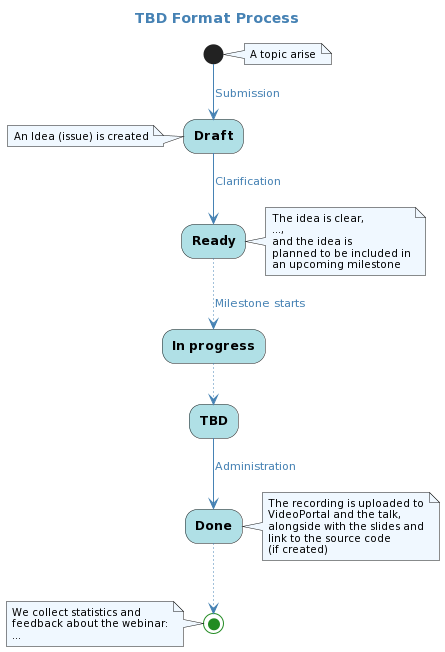 TBD Format Process
A topic arise
Submission
An Idea (issue) is created
Draft
Clarification
Ready
The idea is clear,
...,
and the idea is
planned to be included in
an upcoming milestone
Milestone starts
In progress
TBD
Administration
Done
The recording is uploaded to
VideoPortal and the talk,
alongside with the slides and
link to the source code
(if created)
We collect statistics and
feedback about the webinar:
...